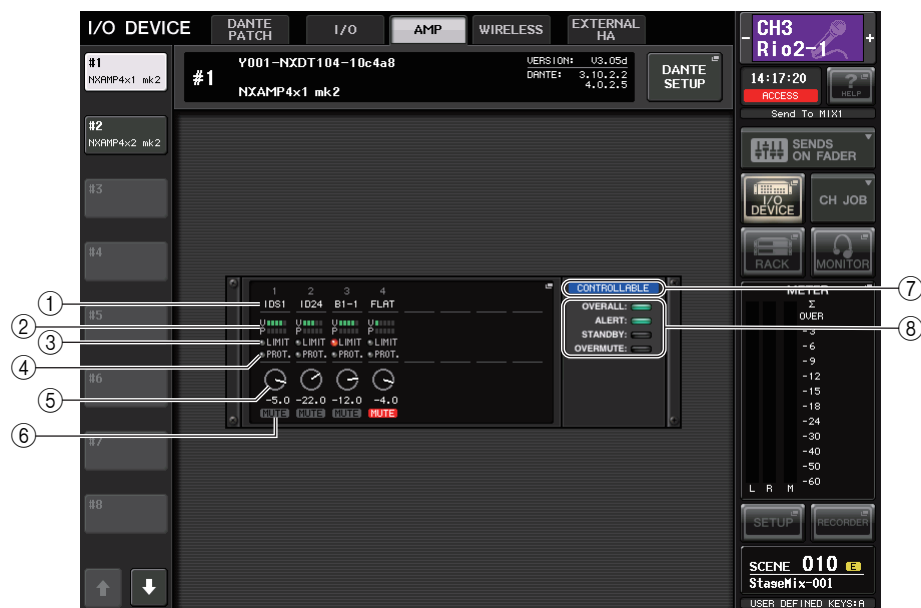 I/O DEVICE
DANTE PATCH
I/O
AMP
WIRELESS
EXTERNAL HA
CH3
Rio2-1
- +
#1
NXAMP4x1 mk2
#1
Y001-NXDT104-10c4a8
NXAMP4x1 mk2
VERSION: V3.05d
DANTE: 3.10.2.2
4.0.2.5
DANTE SETUP
14:17:20
ACCESS
?
HELP
Send To MIX1
#2
NXAMP4x2 mk2
SENDS ON FADER
#3
I/O DEVICE
CH JOB
#4
RACK
MONITOR
#5
#6
#7
#8
1 2 3 4
IDS1 ID24 B1-1 FLAT
U U U U
P P P P
LIMIT LIMIT LIMIT LIMIT
PROT. PROT. PROT. PROT.
-5.0 -22.0 -12.0 -4.0
MUTE MUTE MUTE MUTE
CONTROLLABLE
OVERALL:
ALERT:
STANDBY:
OVERMUTE:
① ② ③ ④ ⑤ ⑥ ⑦ ⑧
METER
Σ
OVER
-3
-6
-9
-12
-15
-18
-24
-30
-40
-50
-60
L R M
SETUP
RECORDER
SCENE 010 E
StageMix-001
USER DEFINED KEYS:A